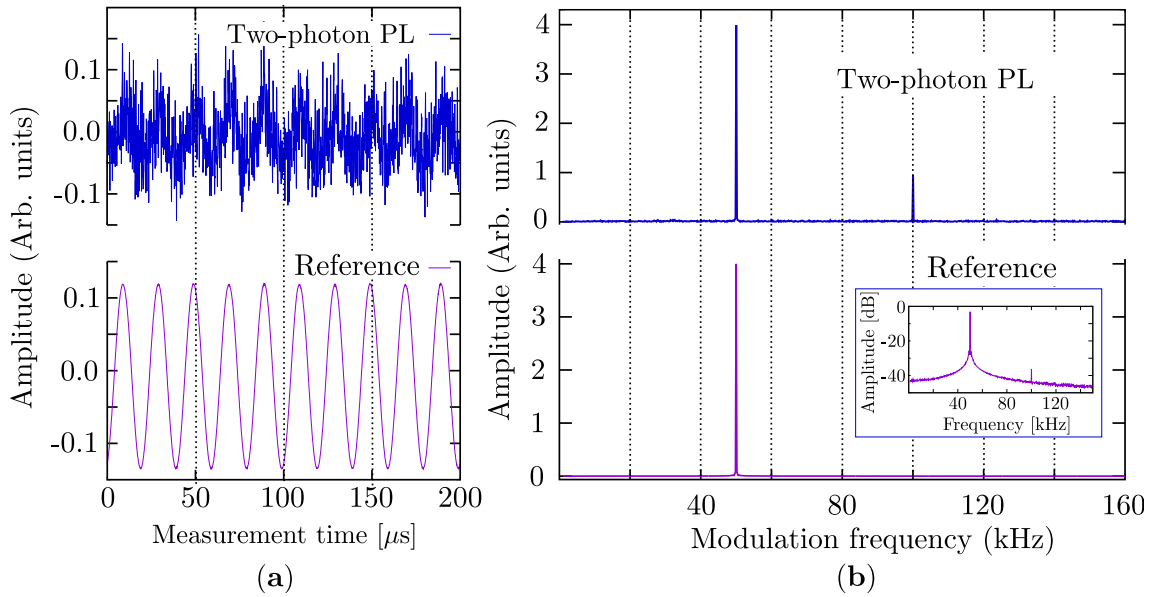 Two-photon PL
0.1
0.0
-0.1
Amplitude (Arb. units)
Reference
0.1
0.0
-0.1
0 50 100 150 200
Measurement time [μs]
(a)
4
3
2
1
0
Two-photon PL
Amplitude (Arb. units)
Reference
4
3
2
1
0
0 40 80 120 160
Modulation frequency (kHz)
0
-20
-40
Amplitude [dB]
40 80 120
Frequency [kHz]
(b)